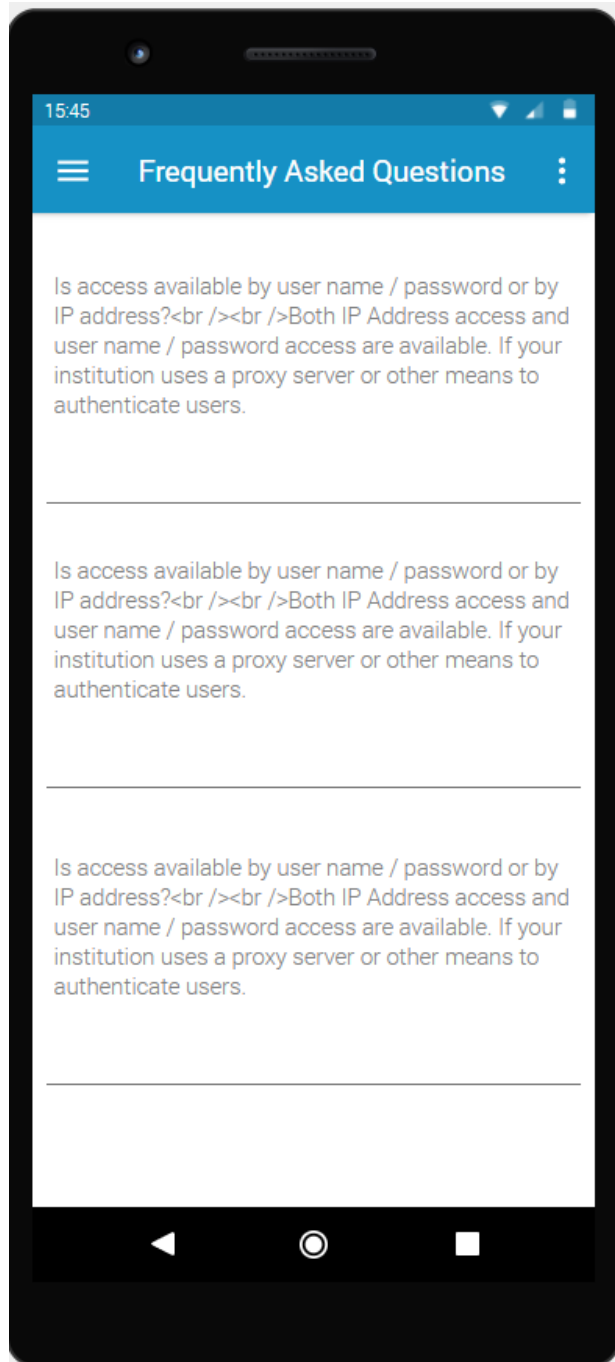 15:45
Frequently Asked Questions
Is access available by user name / password or by
IP address?<br /><br />Both IP Address access and
user name / password access are available. If your
institution uses a proxy server or other means to
authenticate users.
Is access available by user name / password or by
IP address?<br /><br />Both IP Address access and
user name / password access are available. If your
institution uses a proxy server or other means to
authenticate users.
Is access available by user name / password or by
IP address?<br /><br />Both IP Address access and
user name / password access are available. If your
institution uses a proxy server or other means to
authenticate users.